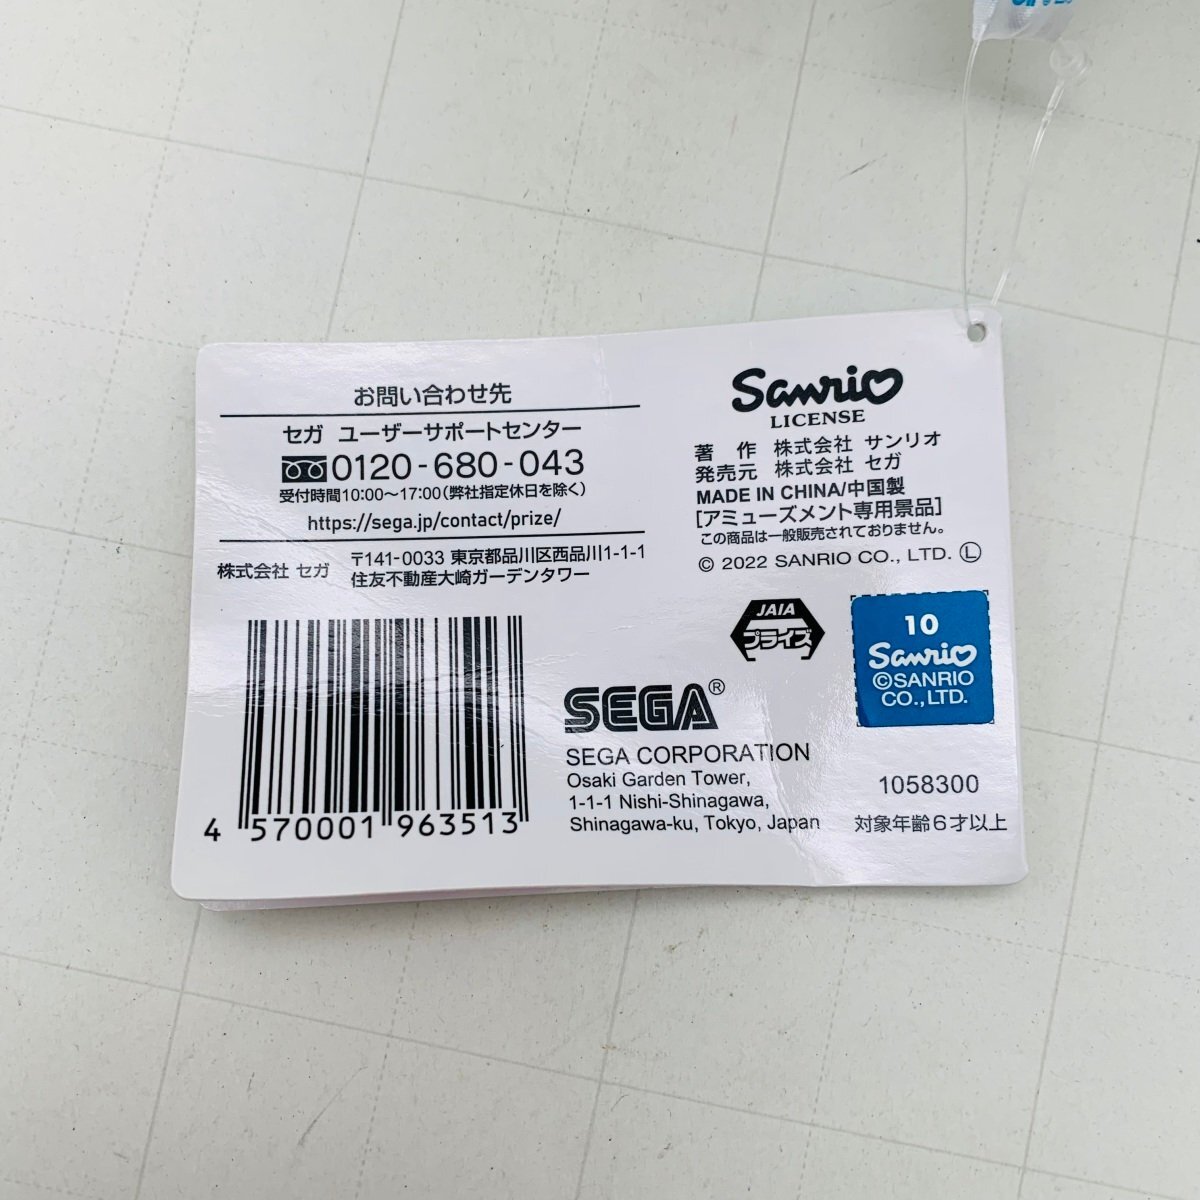 お問い合わせ先
セガ ユーザーサポートセンター
0120-680-043
受付時間10:00〜17:00(弊社指定休日を除く)
https://sega.jp/contact/prize/
株式会社 セガ
〒141-0033 東京都品川区西品川1-1-1
住友不動産大崎ガーデンタワー
4 570001 963513
Sanrio
LICENSE
著 作 株式会社 サンリオ
発売元 株式会社 セガ
MADE IN CHINA/中国製
[アミューズメント専用景品]
この商品は一般販売されておりません。
© 2022 SANRIO CO., LTD. Ⓛ
JAIA
プライズ
10
Sanrio
©SANRIO
CO.,LTD.
SEGA®
SEGA CORPORATION
Osaki Garden Tower,
1-1-1 Nishi-Shinagawa,
Shinagawa-ku, Tokyo, Japan
1058300
対象年齢6才以上